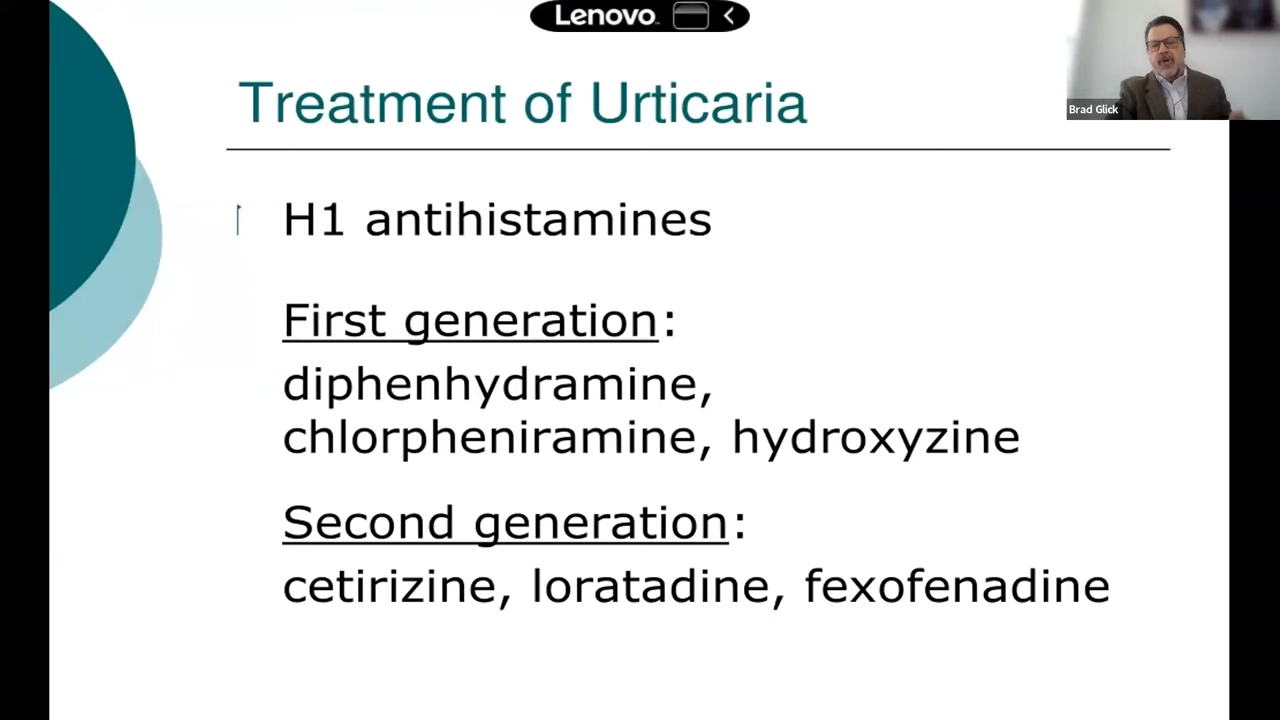 Lenovo
Brad Glick
Treatment of Urticaria
H1 antihistamines
First generation:
diphenhydramine,
chlorpheniramine, hydroxyzine
Second generation:
cetirizine, loratadine, fexofenadine